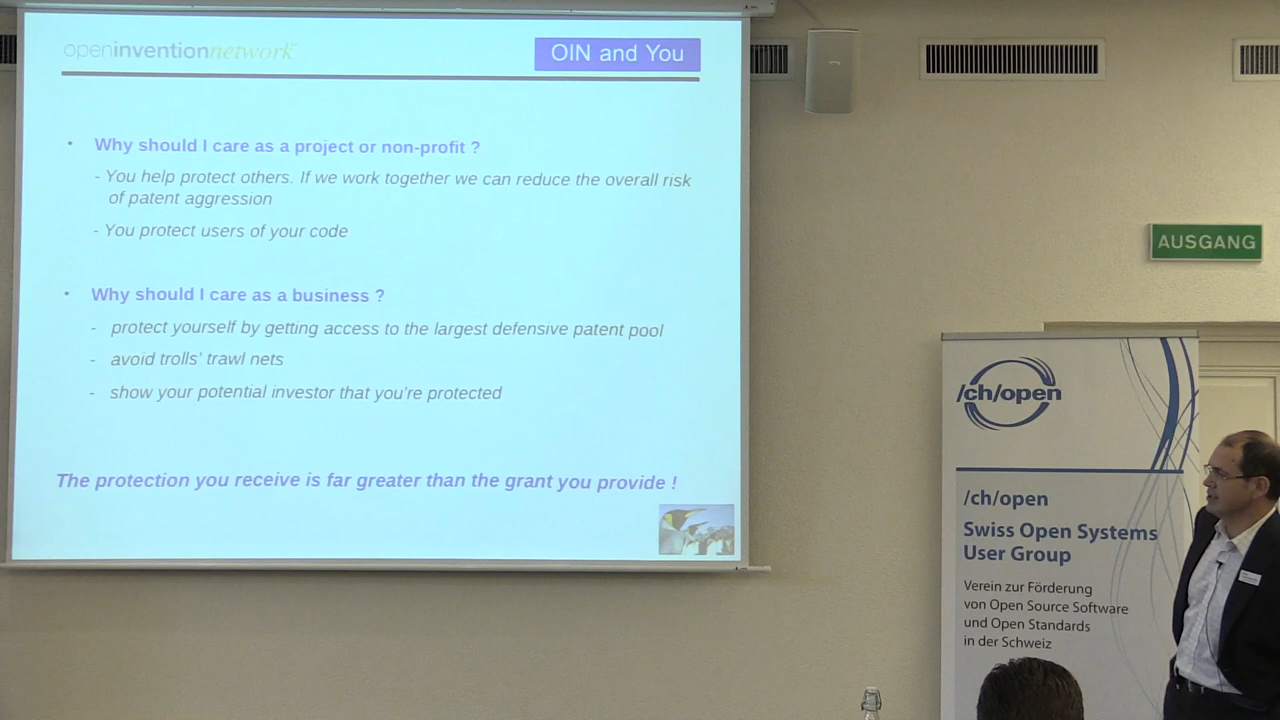 openinventionnetwork
OIN and You
• Why should I care as a project or non-profit ?
- You help protect others. If we work together we can reduce the overall risk
of patent aggression
- You protect users of your code
• Why should I care as a business ?
- protect yourself by getting access to the largest defensive patent pool
- avoid trolls' trawl nets
- show your potential investor that you're protected
The protection you receive is far greater than the grant you provide !
AUSGANG
/ch/open
/ch/open
Swiss Open Systems
User Group
Verein zur Förderung
von Open Source Software
und Open Standards
in der Schweiz